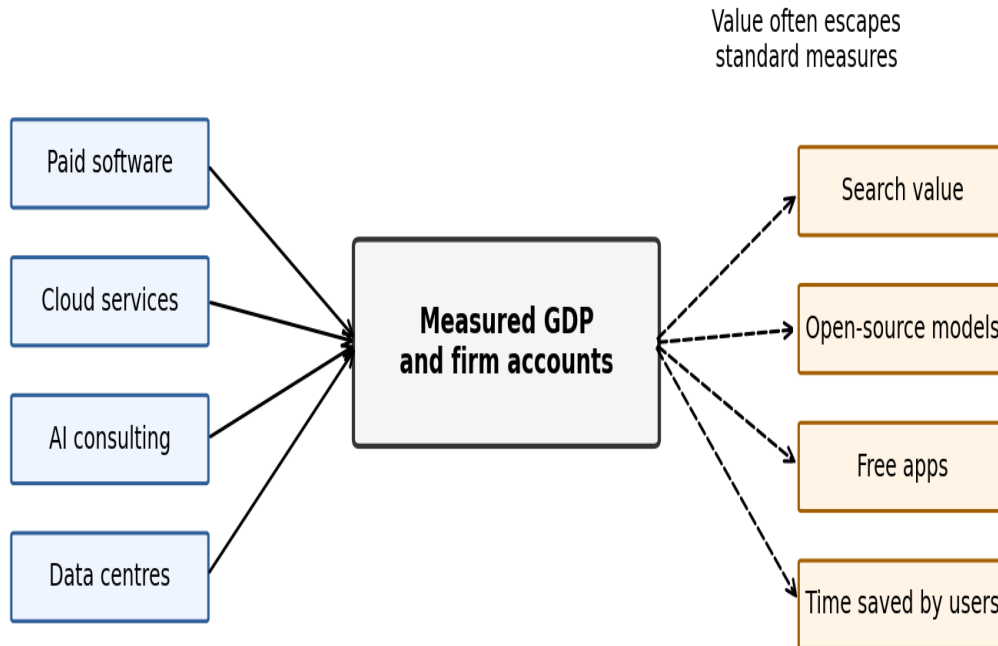 Value often escapes
standard measures
Paid software
Cloud services
AI consulting
Data centres
Measured GDP
and firm accounts
Search value
Open-source models
Free apps
Time saved by users